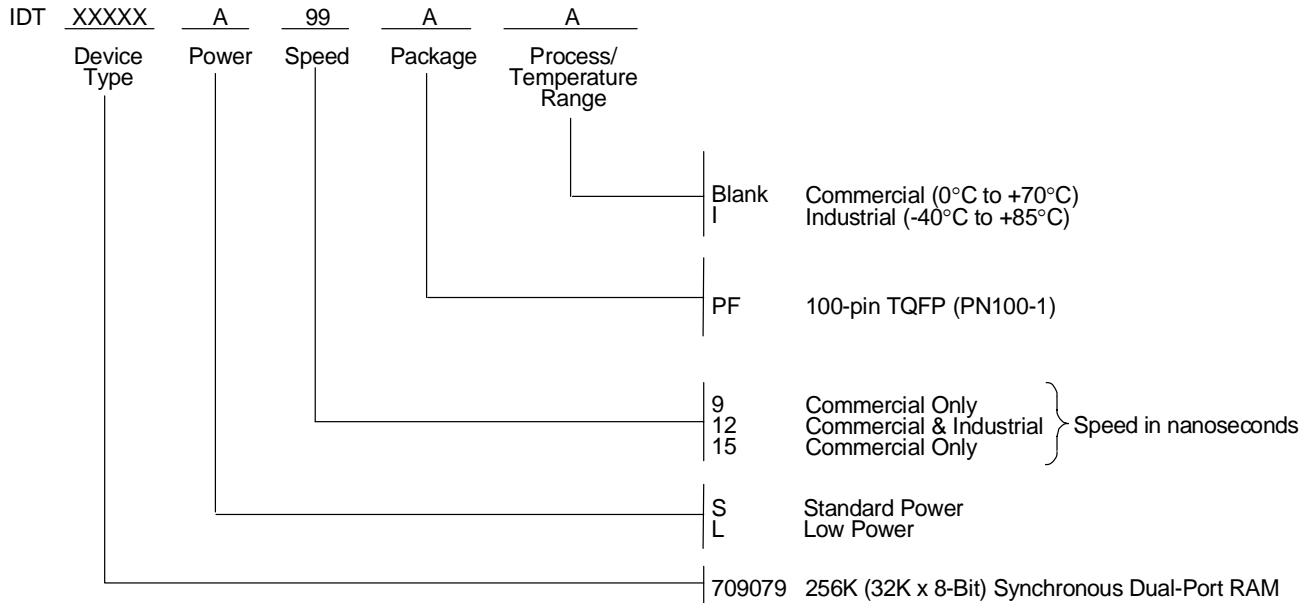 IDT XXXXX A 99 A A
Device Type Power Speed Package Process/ Temperature Range
Blank Commercial (0°C to +70°C)
I Industrial (-40°C to +85°C)
PF 100-pin TQFP (PN100-1)
9 Commercial Only
12 Commercial & Industrial Speed in nanoseconds
15 Commercial Only
S Standard Power
L Low Power
709079 256K (32K x 8-Bit) Synchronous Dual-Port RAM